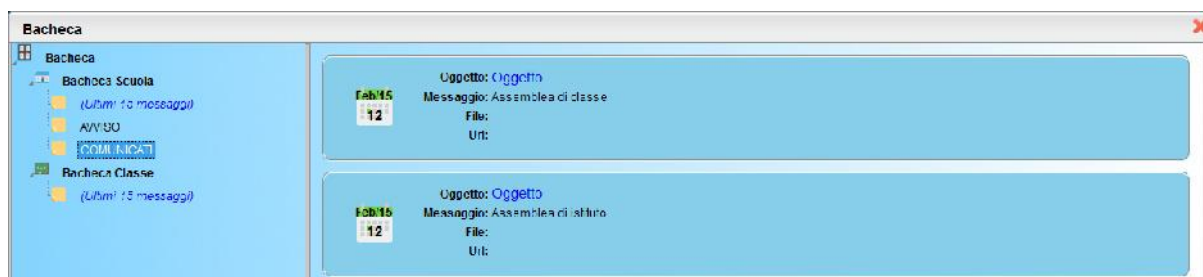 Bacheca
Bacheca
Bacheca Scuola
(Ultimi 15 messaggi)
AVVISO
COMUNICATI
Bacheca Classe
(Ultimi 15 messaggi)
Feb/15
12
Oggetto: Oggetto
Messaggio: Assemblea di classe
File:
Url:
Feb/15
12
Oggetto: Oggetto
Messaggio: Assemblea di istituto
File:
Url: